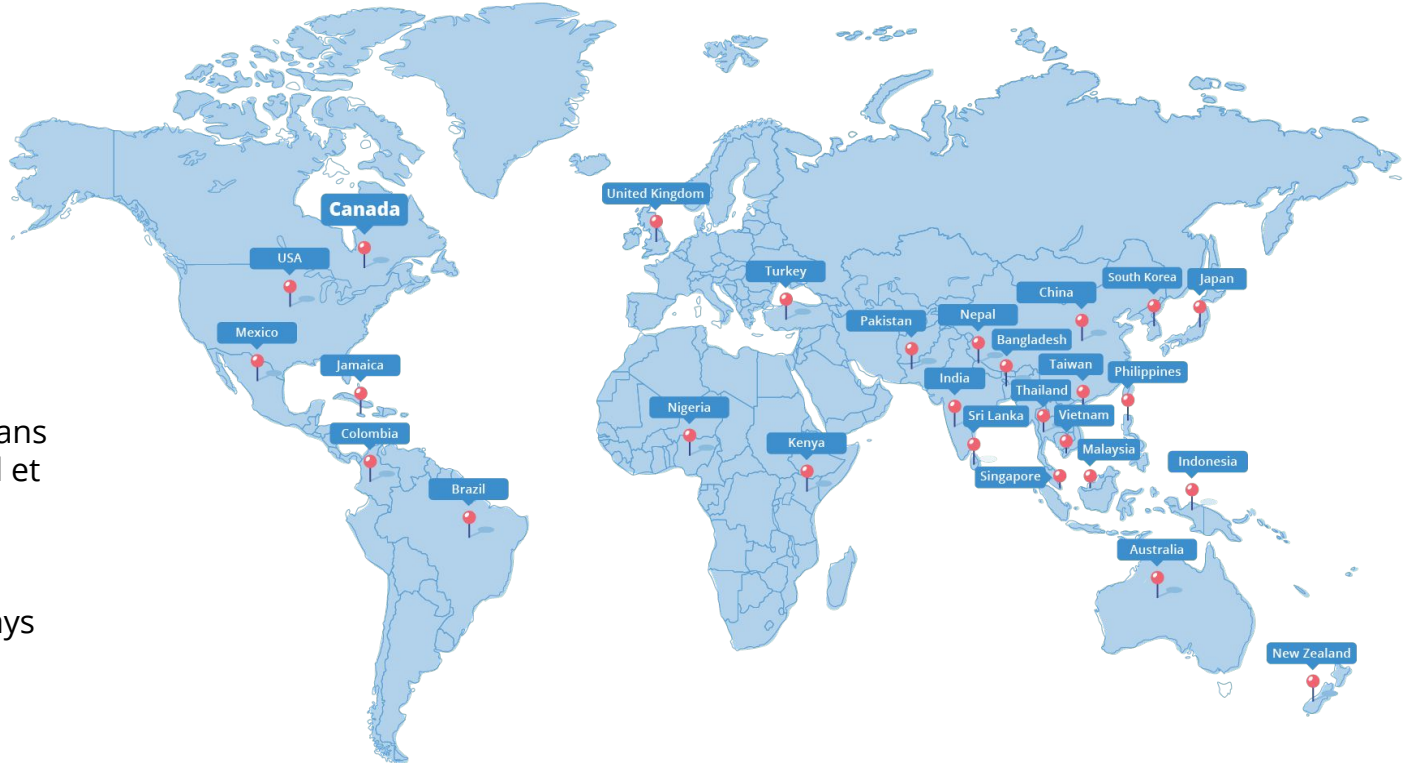 United Kingdom
Canada
USA
Turkey
South Korea
Japan
China
Mexico
Pakistan
Nepal
Bangladesh
Jamaica
Taiwan
Philippines
India
Thailand
Nigeria
Sri Lanka
Vietnam
ans
Colombia
Kenya
Malaysia
et
Singapore
Indonesia
Brazil
Australia
ys
New Zealand